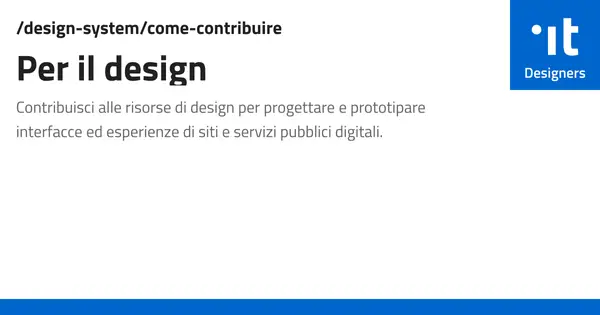 /design-system/come-contribuire
Per il design
Contribuisci alle risorse di design per progettare e prototipare
interfacce ed esperienze di siti e servizi pubblici digitali.
it
Designers